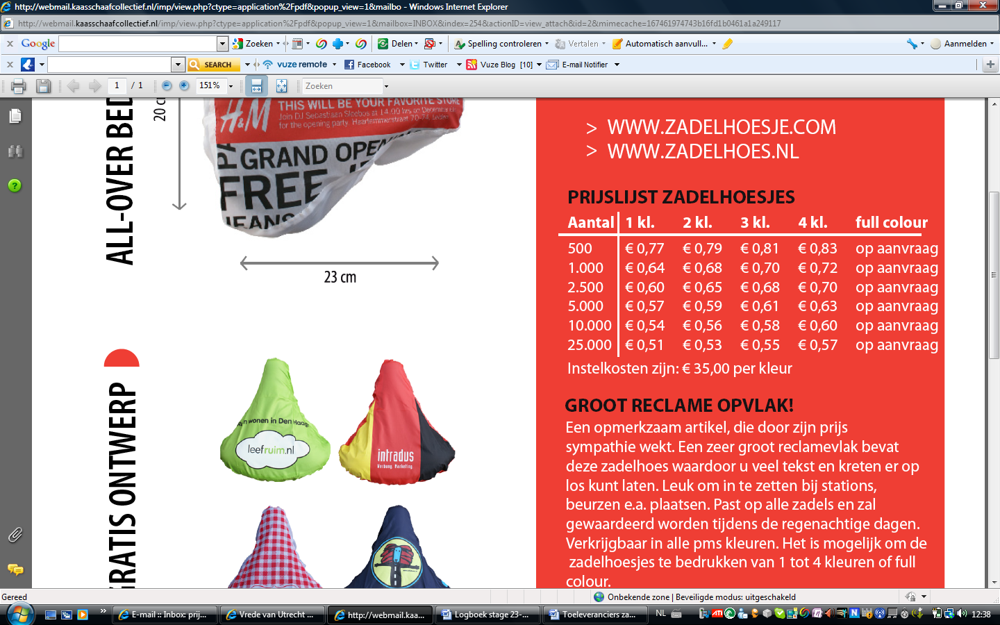 http://webmail.kaasschaafcollectief.nl/imp/view.php?ctype=application%2Fpdf&popup_view=1&mailbo - Windows Internet Explorer
http://webmail.kaasschaafcollectief.nl/imp/view.php?ctype=application%2Fpdf&popup_view=1&mailbox=INBOX&index=254&actionID=view_attach&id=2&mimecache=167461974743b16fd1b0461a1a249117
x Google Zoeken Delen Spelling controleren Vertalen Automatisch aanvull... Aanmelden
x SEARCH vuze remote Facebook Twitter Vuze Blog [10] E-mail Notifier
1 / 1 151% Zoeken
ALL-OVER BED
20 c
H&M
THIS WILL BE YOUR FAVORITE STORE
Join DJ Sebastiaan Sleebos at 14.00 hrs on December
for the opening party Haarlemmerstraat 70-74, Leiden
GRAND OPEN
FREE
JEANS
23 cm
GRATIS ONTWERP
wonen in Den Haag
leefruim.nl
intradus
Werbung. Marketing
> WWW.ZADELHOESJE.COM
> WWW.ZADELHOES.NL
PRIJSLIJST ZADELHOESJES
Aantal 1 kl. 2 kl. 3 kl. 4 kl. full colour
500 € 0,77 € 0,79 € 0,81 € 0,83 op aanvraag
1.000 € 0,64 € 0,68 € 0,70 € 0,72 op aanvraag
2.500 € 0,60 € 0,65 € 0,68 € 0,70 op aanvraag
5.000 € 0,57 € 0,59 € 0,61 € 0,63 op aanvraag
10.000 € 0,54 € 0,56 € 0,58 € 0,60 op aanvraag
25.000 € 0,51 € 0,53 € 0,55 € 0,57 op aanvraag
Instelkosten zijn: € 35,00 per kleur
GROOT RECLAME OPVLAK!
Een opmerkzaam artikel, die door zijn prijs
sympathie wekt. Een zeer groot reclamevlak bevat
deze zadelhoes waardoor u veel tekst en kreten er op
los kunt laten. Leuk om in te zetten bij stations,
beurzen e.a. plaatsen. Past op alle zadels en zal
gewaardeerd worden tijdens de regenachtige dagen.
Verkrijgbaar in alle pms kleuren. Het is mogelijk om de
zadelhoesjes te bedrukken van 1 tot 4 kleuren of full
colour.
Gereed Onbekende zone | Beveiligde modus: uitgeschakeld
E-mail :: Inbox: prij... Vrede van Utrecht ... http://webmail.kaa... Logboek stage 23-... Toeleveranciers za... NL 12:38